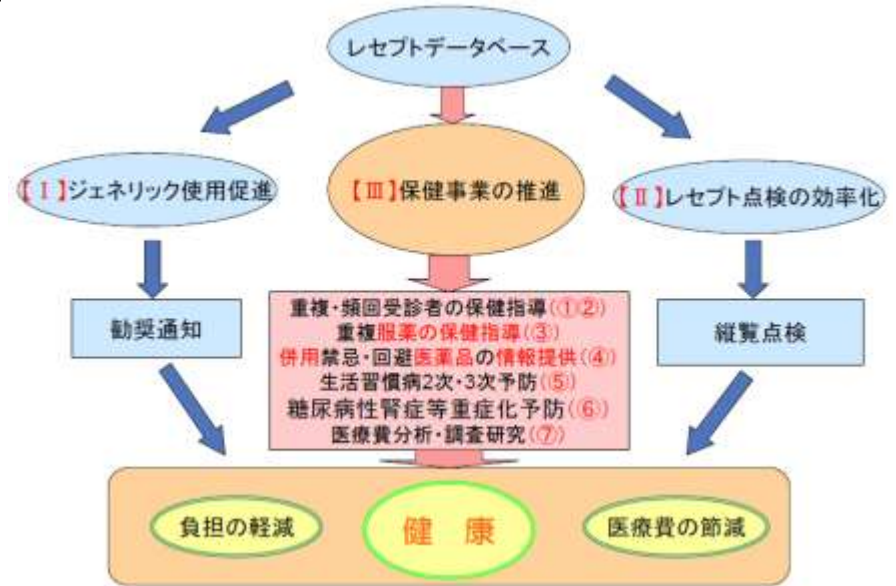 レセプトデータベース
【Ⅰ】ジェネリック使用促進
【Ⅲ】保健事業の推進
【Ⅱ】レセプト点検の効率化
勧奨通知
重複・頻回受診者の保健指導(①②)
重複服薬の保健指導(③)
併用禁忌・回避医薬品の情報提供(④)
生活習慣病2次・3次予防(⑤)
糖尿病性腎症等重症化予防(⑥)
医療費分析・調査研究(⑦)
縦覧点検
負担の軽減
健 康
医療費の節減